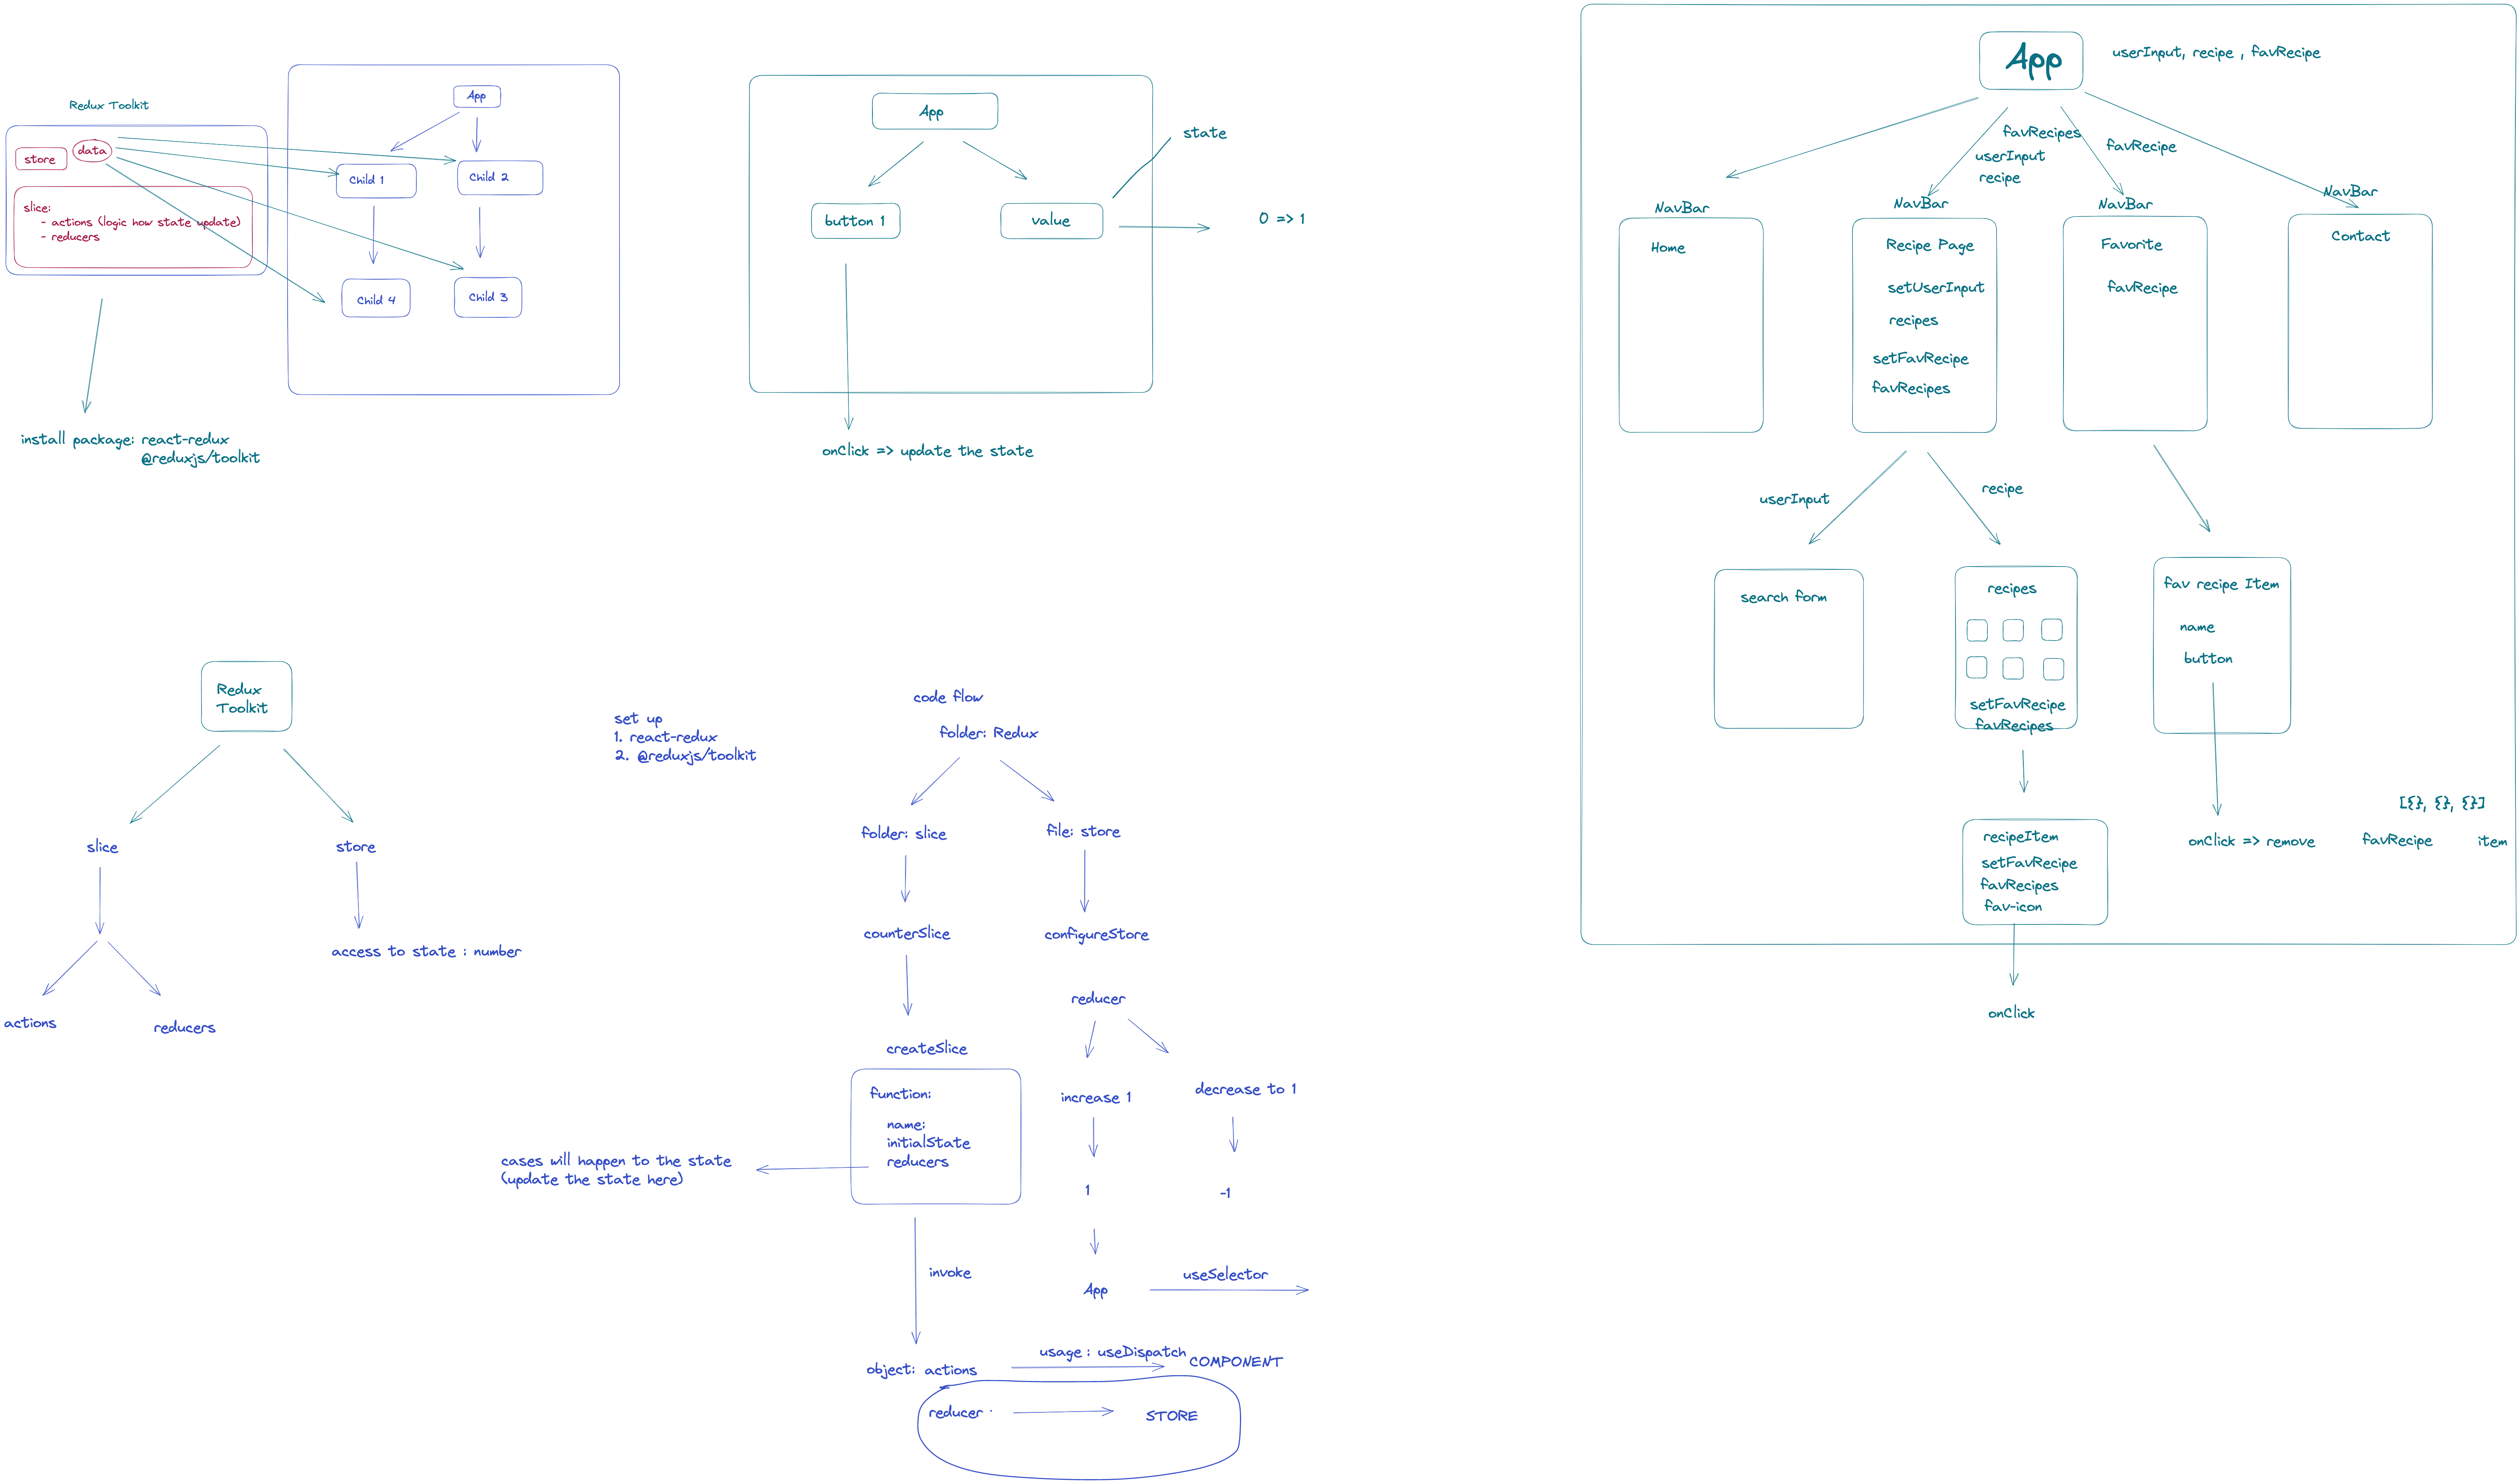 Redux Toolkit
store
data
slice:
- actions (logic how state update)
- reducers
install package: react-redux
@reduxjs/toolkit
App
Child 1
Child 2
Child 4
Child 3
App
button 1
value
state
0 => 1
onClick => update the state
App
userInput, recipe , favRecipe
favRecipes
userInput
recipe
favRecipe
NavBar
NavBar
NavBar
NavBar
Home
Recipe Page
setUserInput
recipes
setFavRecipe
favRecipes
Favorite
favRecipe
Contact
userInput
recipe
search form
recipes
setFavRecipe
favRecipes
fav recipe Item
name
button
recipeItem
setFavRecipe
favRecipes
fav-icon
onClick
onClick => remove
[{}, {}, {}]
favRecipe
item
Redux
Toolkit
slice
store
actions
reducers
access to state : number
set up
1. react-redux
2. @reduxjs/toolkit
code flow
folder: Redux
folder: slice
file: store
counterSlice
configureStore
createSlice
function:
name:
initialState
reducers
cases will happen to the state
(update the state here)
reducer
increase 1
decrease to 1
1
-1
App
useSelector
invoke
object: actions
usage : useDispatch
COMPONENT
reducer
STORE